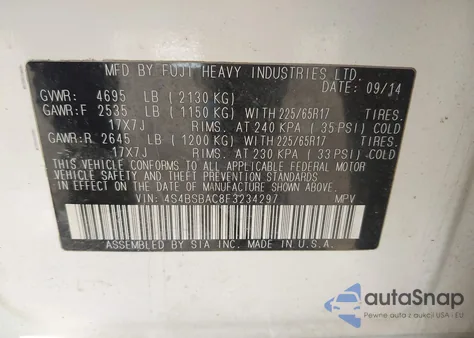 MFD BY FUJI HEAVY INDUSTRIES LTD.
DATE: 09/14
GVWR: 4695 LB (2130 KG)
GAWR:F 2535 LB (1150 KG) WITH 225/65R17 TIRES.
17X7J RIMS. AT 240 KPA (35 PSI) COLD
GAWR:R 2645 LB (1200 KG) WITH 225/65R17 TIRES.
17X7J RIMS. AT 230 KPA (33 PSI) COLD
THIS VEHICLE CONFORMS TO ALL APPLICABLE FEDERAL MOTOR
VEHICLE SAFETY AND THEFT PREVENTION STANDARDS IN
EFFECT ON THE DATE OF MANUFACTURE SHOWN ABOVE.
VIN: 4S4BSBAC8F3234297 MPV
ASSEMBLED BY SIA INC. MADE IN U.S.A.
autoSnap
Pewne auta z aukcji USA i EU